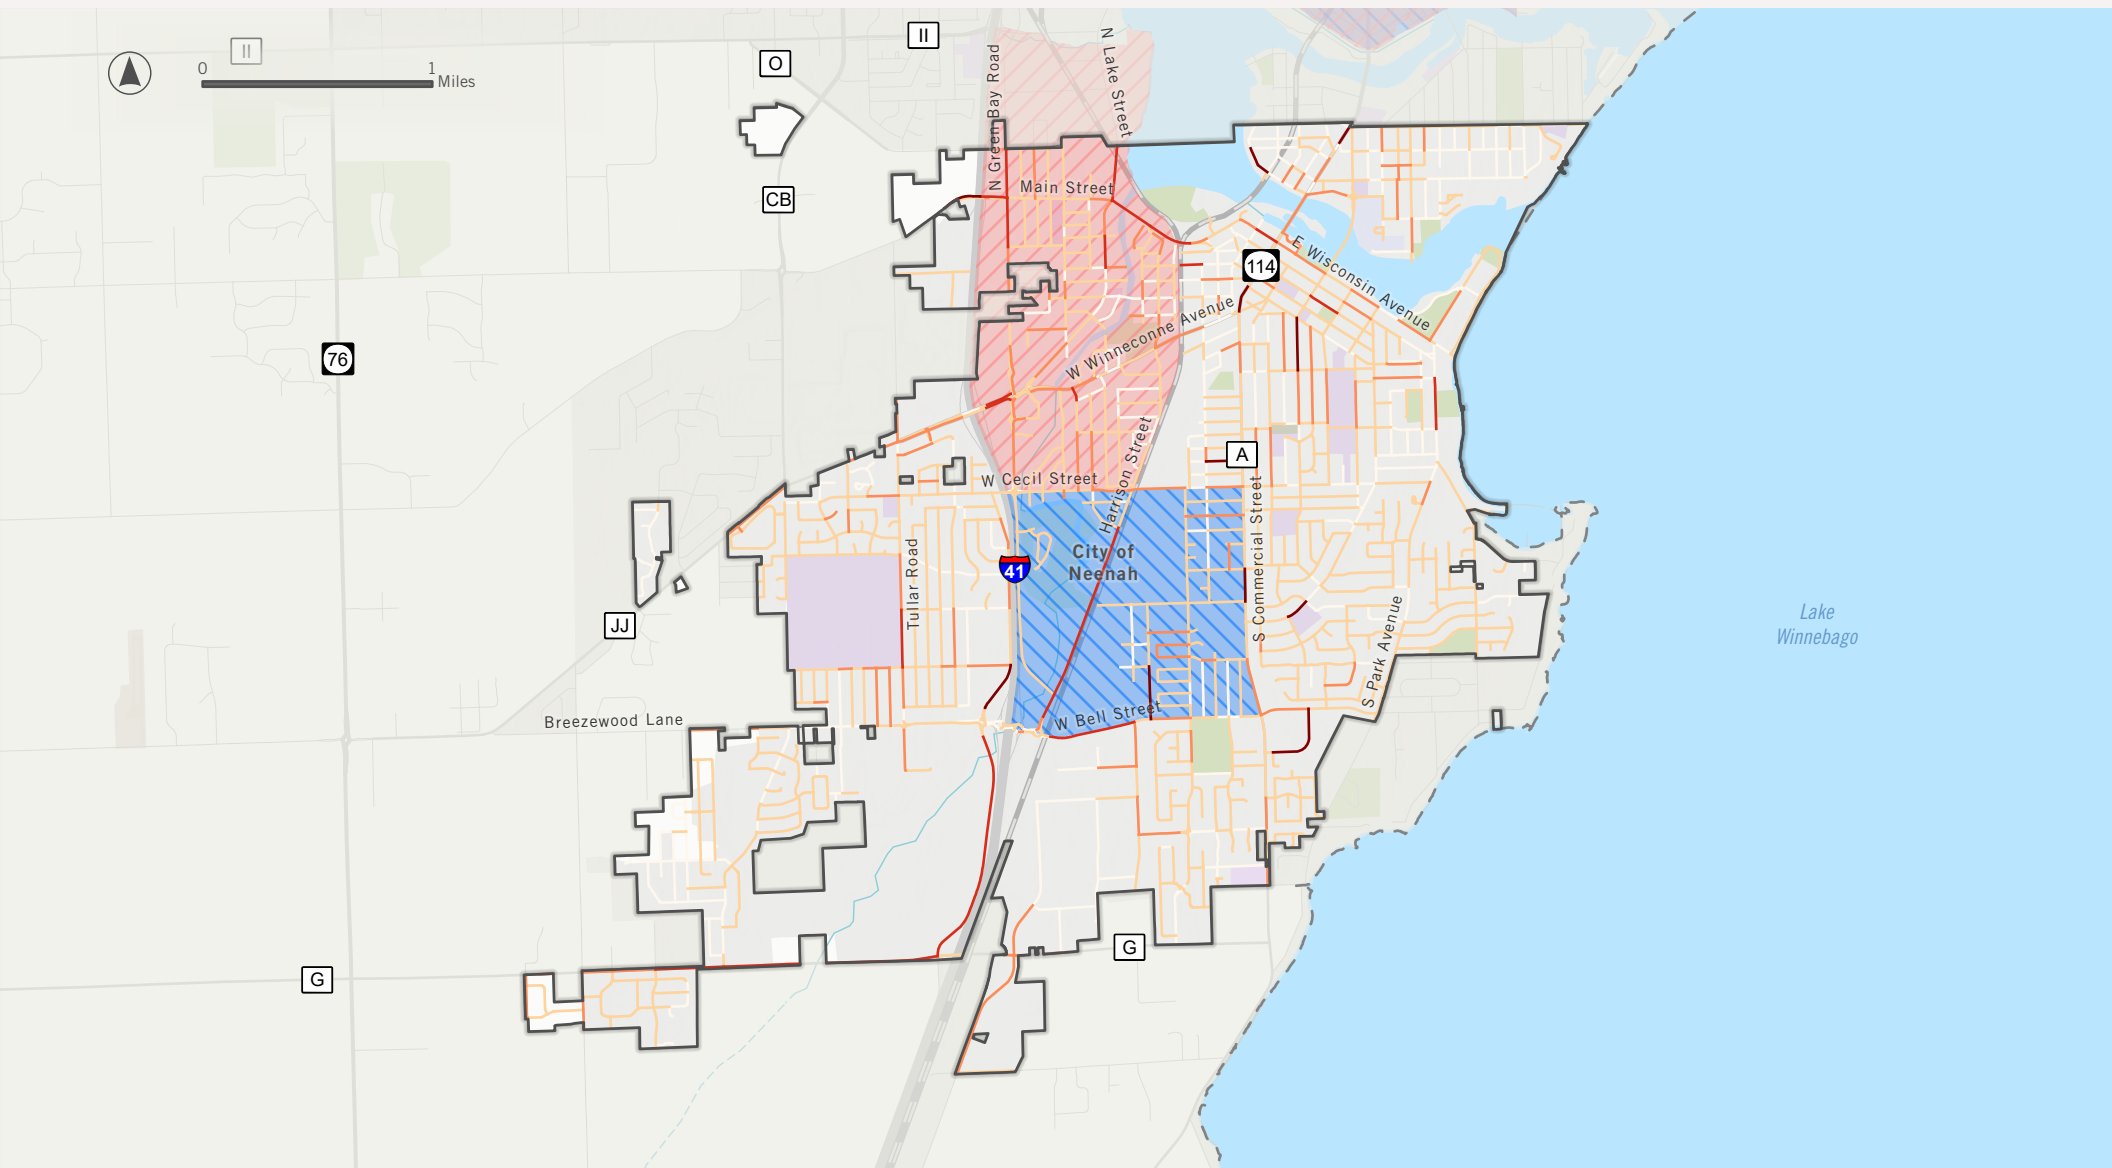 II
0
1
Miles
O
II
N Green Bay Road
N Lake Street
Main Street
CB
E Wisconsin Avenue
114
W Winneconne Avenue
76
Harrison Street
A
W Cecil Street
S Commercial Street
City of
Neenah
41
Tullar Road
JJ
S Park Avenue
Lake
Winnebago
Breezewood Lane
W Bell Street
G
G